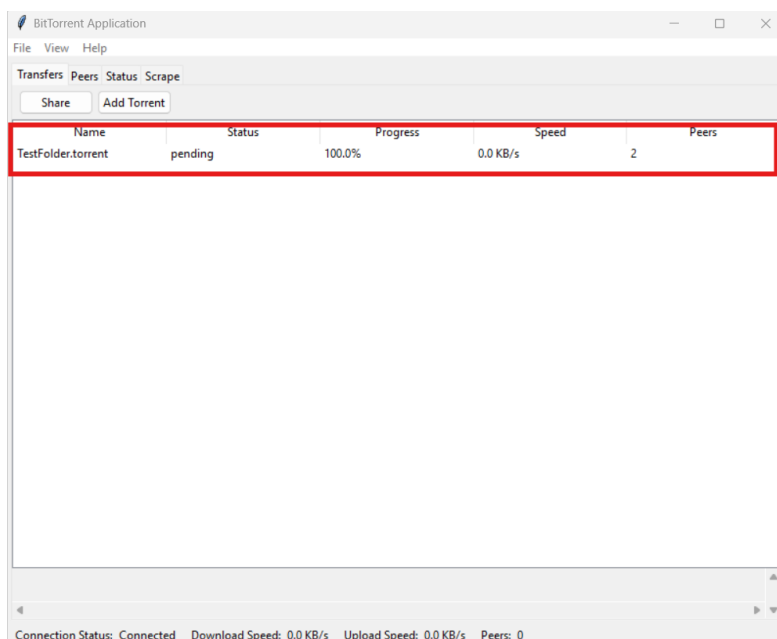 BitTorrent Application
File View Help
Transfers Peers Status Scrape
Share Add Torrent
Name Status Progress Speed Peers
TestFolder.torrent pending 100.0% 0.0 KB/s 2
Connection Status: Connected Download Speed: 0.0 KB/s Upload Speed: 0.0 KB/s Peers: 0